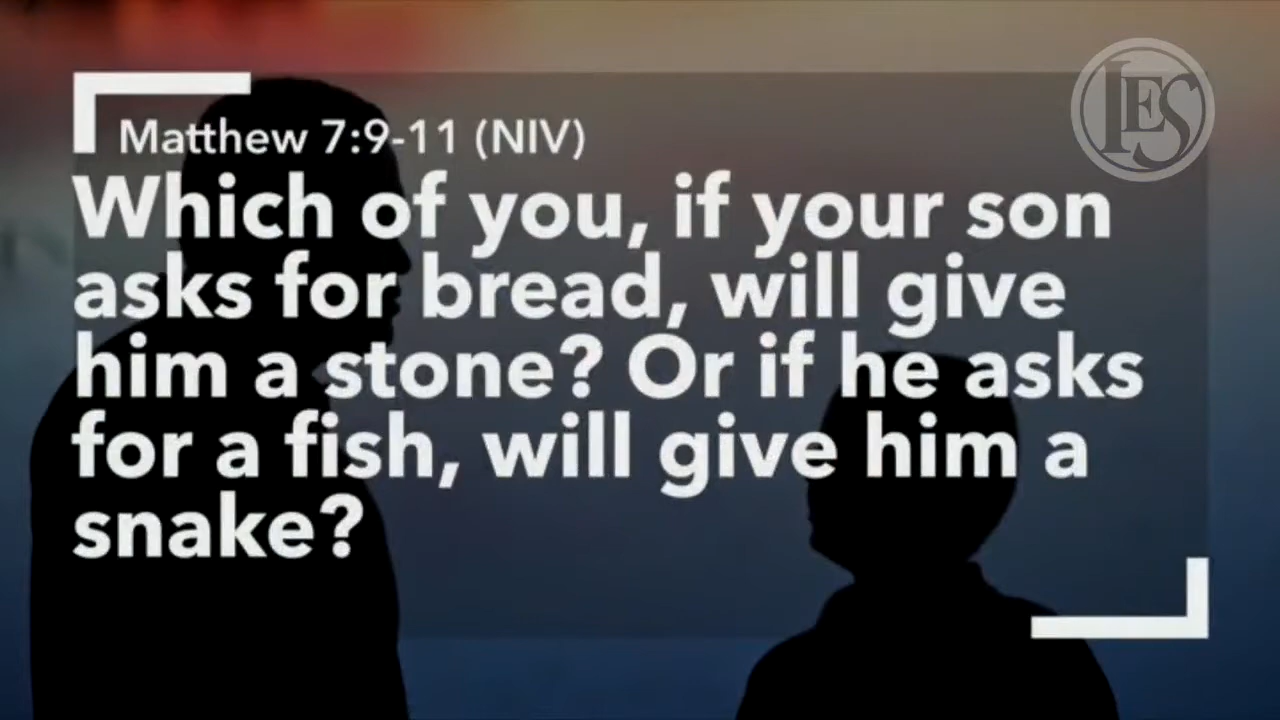 LES
Matthew 7:9-11 (NIV)
Which of you, if your son
asks for bread, will give
him a stone? Or if he asks
for a fish, will give him a
snake?